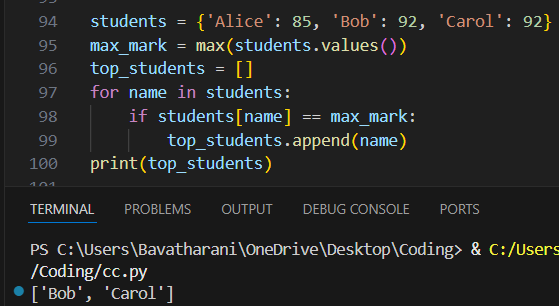 94 students = {'Alice': 85, 'Bob': 92, 'Carol': 92}
95 max_mark = max(students.values())
96 top_students = []
97 for name in students:
98     if students[name] == max_mark:
99         top_students.append(name)
100 print(top_students)
TERMINAL PROBLEMS OUTPUT DEBUG CONSOLE PORTS
PS C:\Users\Bavatharani\OneDrive\Desktop\Coding> & C:/Users
/Coding/cc.py
['Bob', 'Carol']